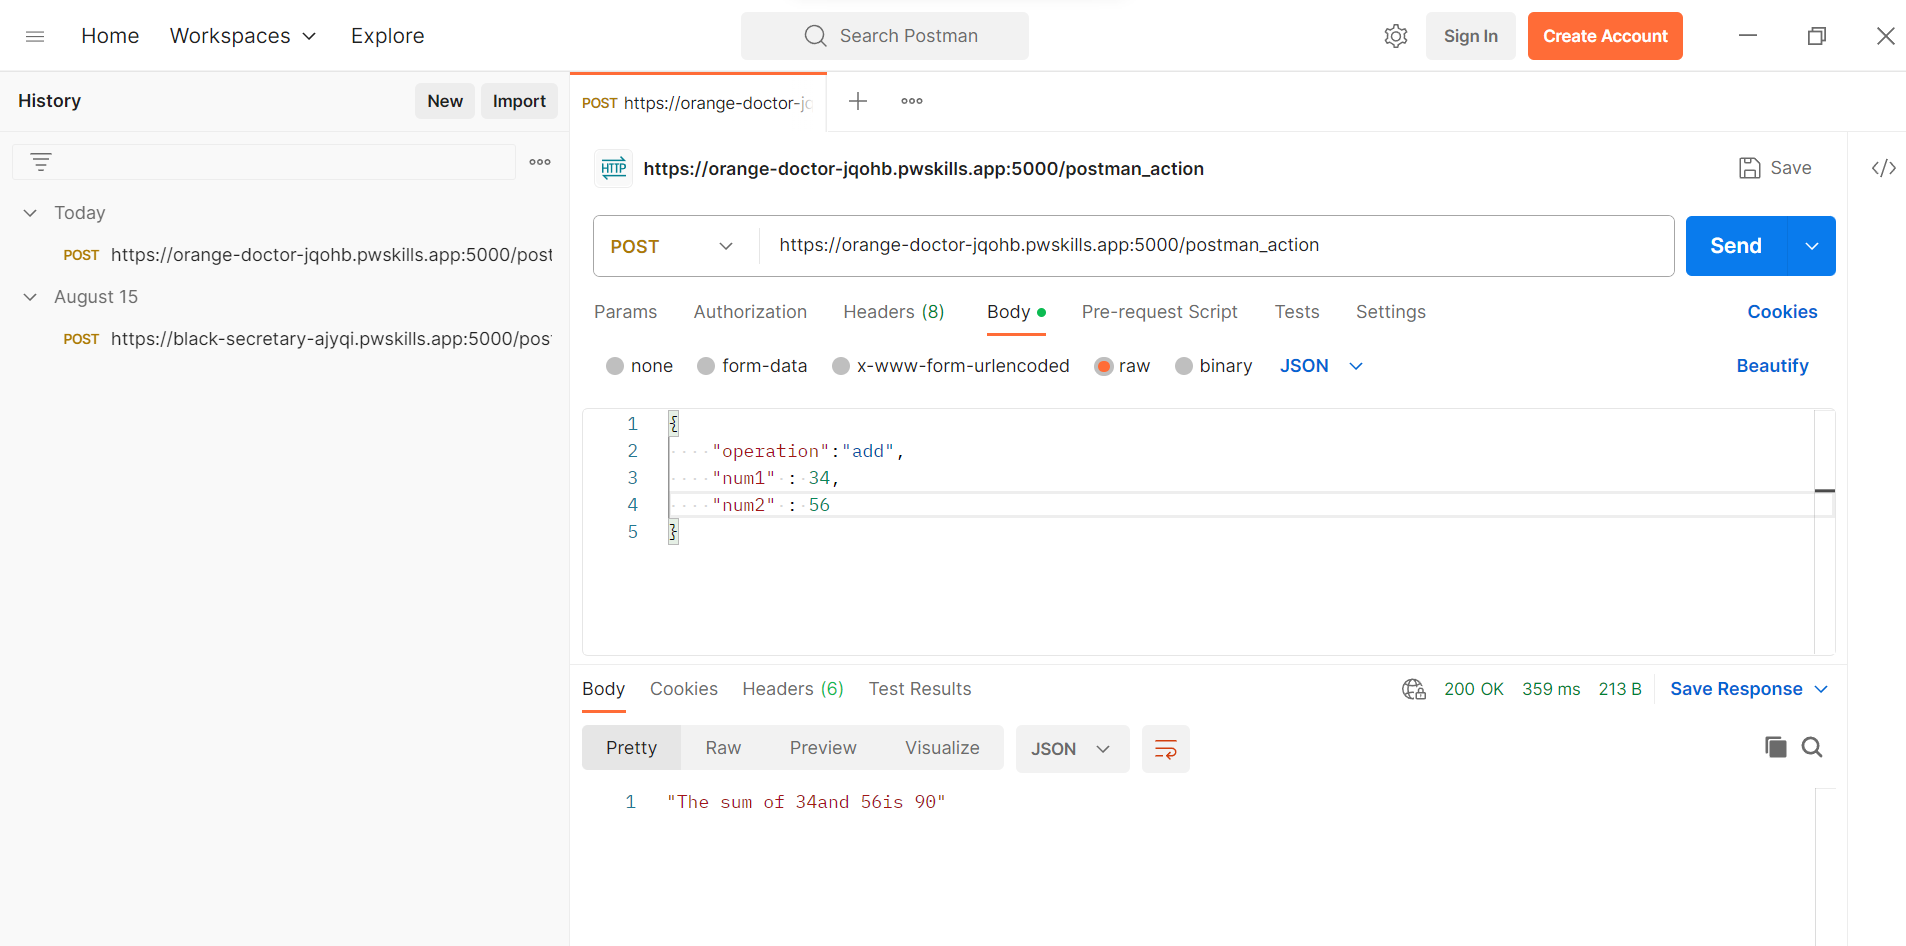 Home Workspaces Explore Search Postman Sign In Create Account
History New Import
Today
POST https://orange-doctor-jqohb.pwskills.app:5000/post
August 15
POST https://black-secretary-ajyqi.pwskills.app:5000/pos
POST https://orange-doctor-jq
HTTP https://orange-doctor-jqohb.pwskills.app:5000/postman_action Save </>
POST https://orange-doctor-jqohb.pwskills.app:5000/postman_action Send
Params Authorization Headers (8) Body Pre-request Script Tests Settings Cookies
none form-data x-www-form-urlencoded raw binary JSON Beautify
1 {
2 "operation":"add",
3 "num1" : 34,
4 "num2" : 56
5 }
Body Cookies Headers (6) Test Results 200 OK 359 ms 213 B Save Response
Pretty Raw Preview Visualize JSON
1 "The sum of 34and 56is 90"